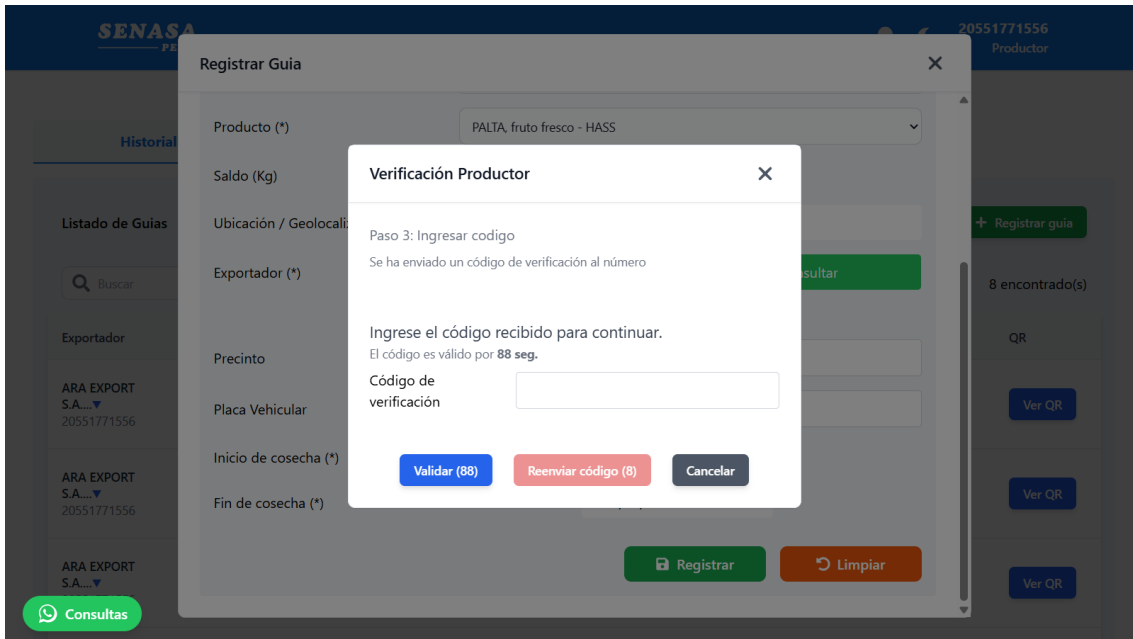 SENASA
PE
20551771556
Productor
Registrar Guia
Historial
Producto (*)
PALTA, fruto fresco - HASS
Saldo (Kg)
Verificación Productor
Listado de Guias
Ubicación / Geolocali
+ Registrar guia
Paso 3: Ingresar codigo
Se ha enviado un código de verificación al número
Buscar
Exportador (*)
sultar
8 encontrado(s)
Ingrese el código recibido para continuar.
El código es válido por 88 seg.
Exportador
QR
Precinto
Código de
verificación
ARA EXPORT
S.A....▼
20551771556
Placa Vehicular
Ver QR
Inicio de cosecha (*)
Validar (88)
Reenviar código (8)
Cancelar
ARA EXPORT
S.A....▼
20551771556
Fin de cosecha (*)
Ver QR
Registrar
Limpiar
ARA EXPORT
S.A....▼
Ver QR
Consultas